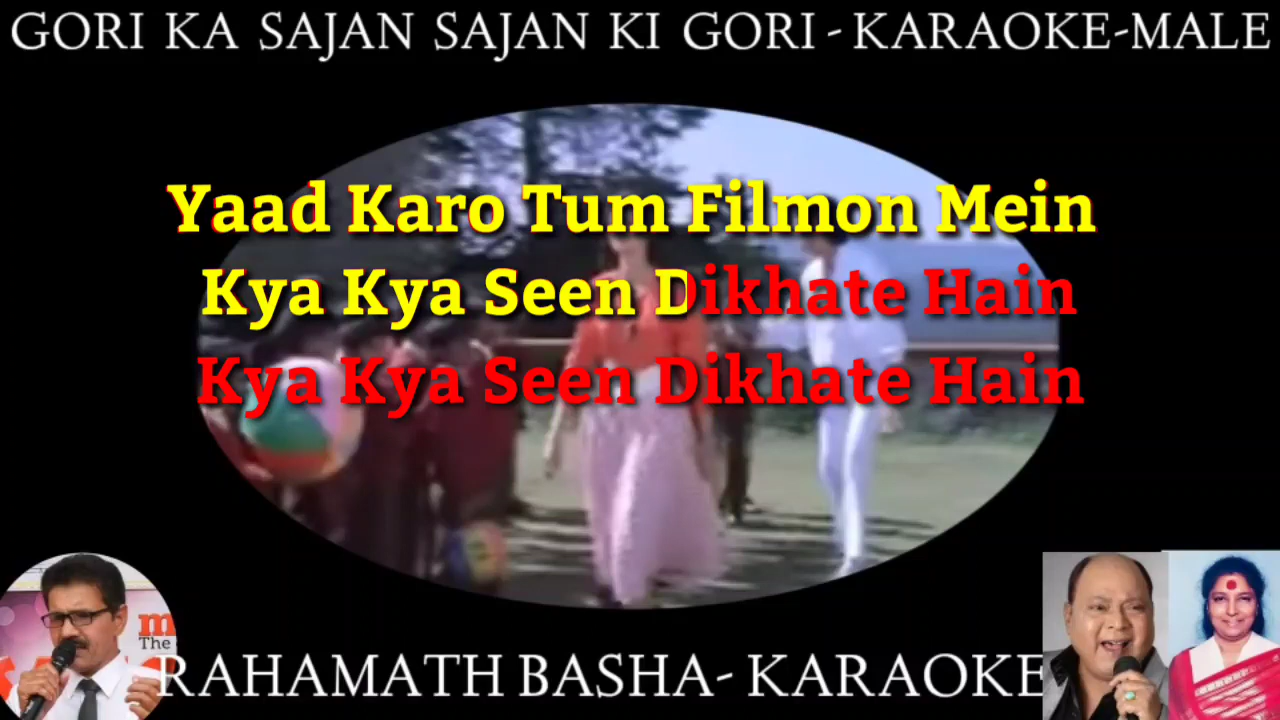 GORI KA SAJAN SAJAN KI GORI - KARAOKE-MALE
Yaad Karo Tum Filmon Mein
Kya Kya Seen Dikhate Hain
Kya Kya Seen Dikhate Hain
m
The
RAHAMATH BASHA- KARAOKE